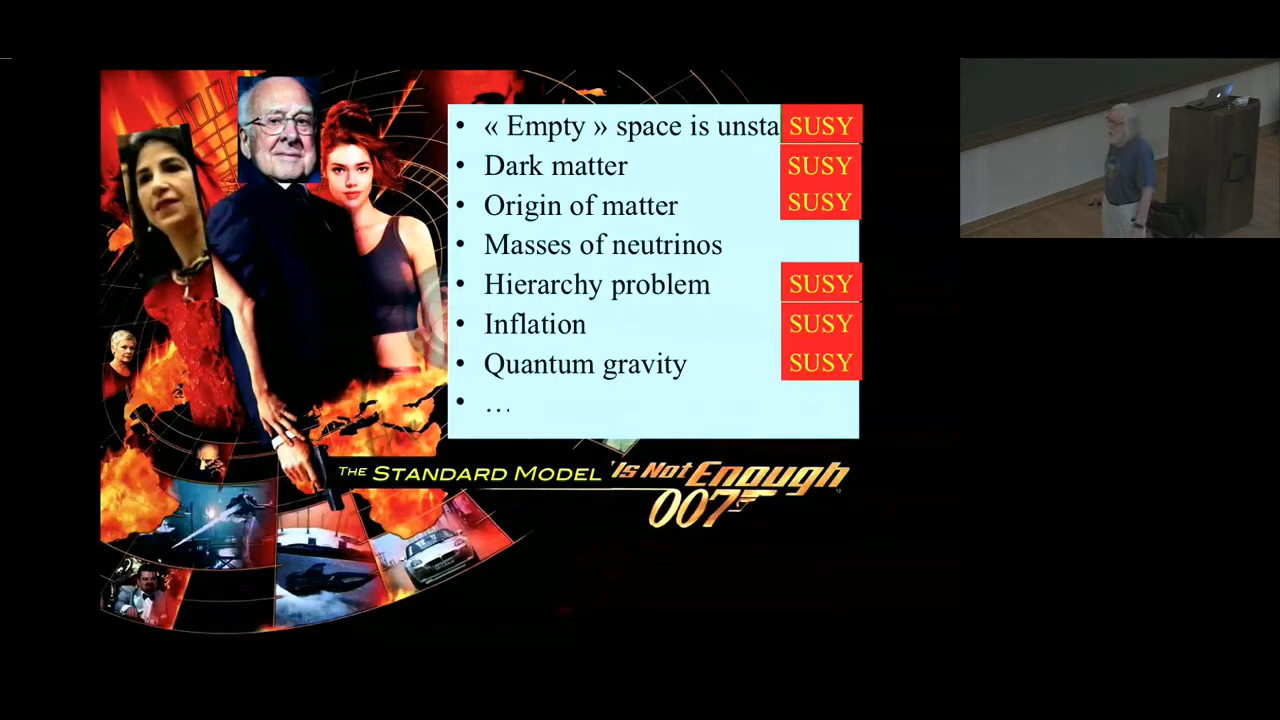 • « Empty » space is unsta SUSY
• Dark matter SUSY
• Origin of matter SUSY
• Masses of neutrinos
• Hierarchy problem SUSY
• Inflation SUSY
• Quantum gravity SUSY
• …
THE STANDARD MODEL 'Is Not Enough
007